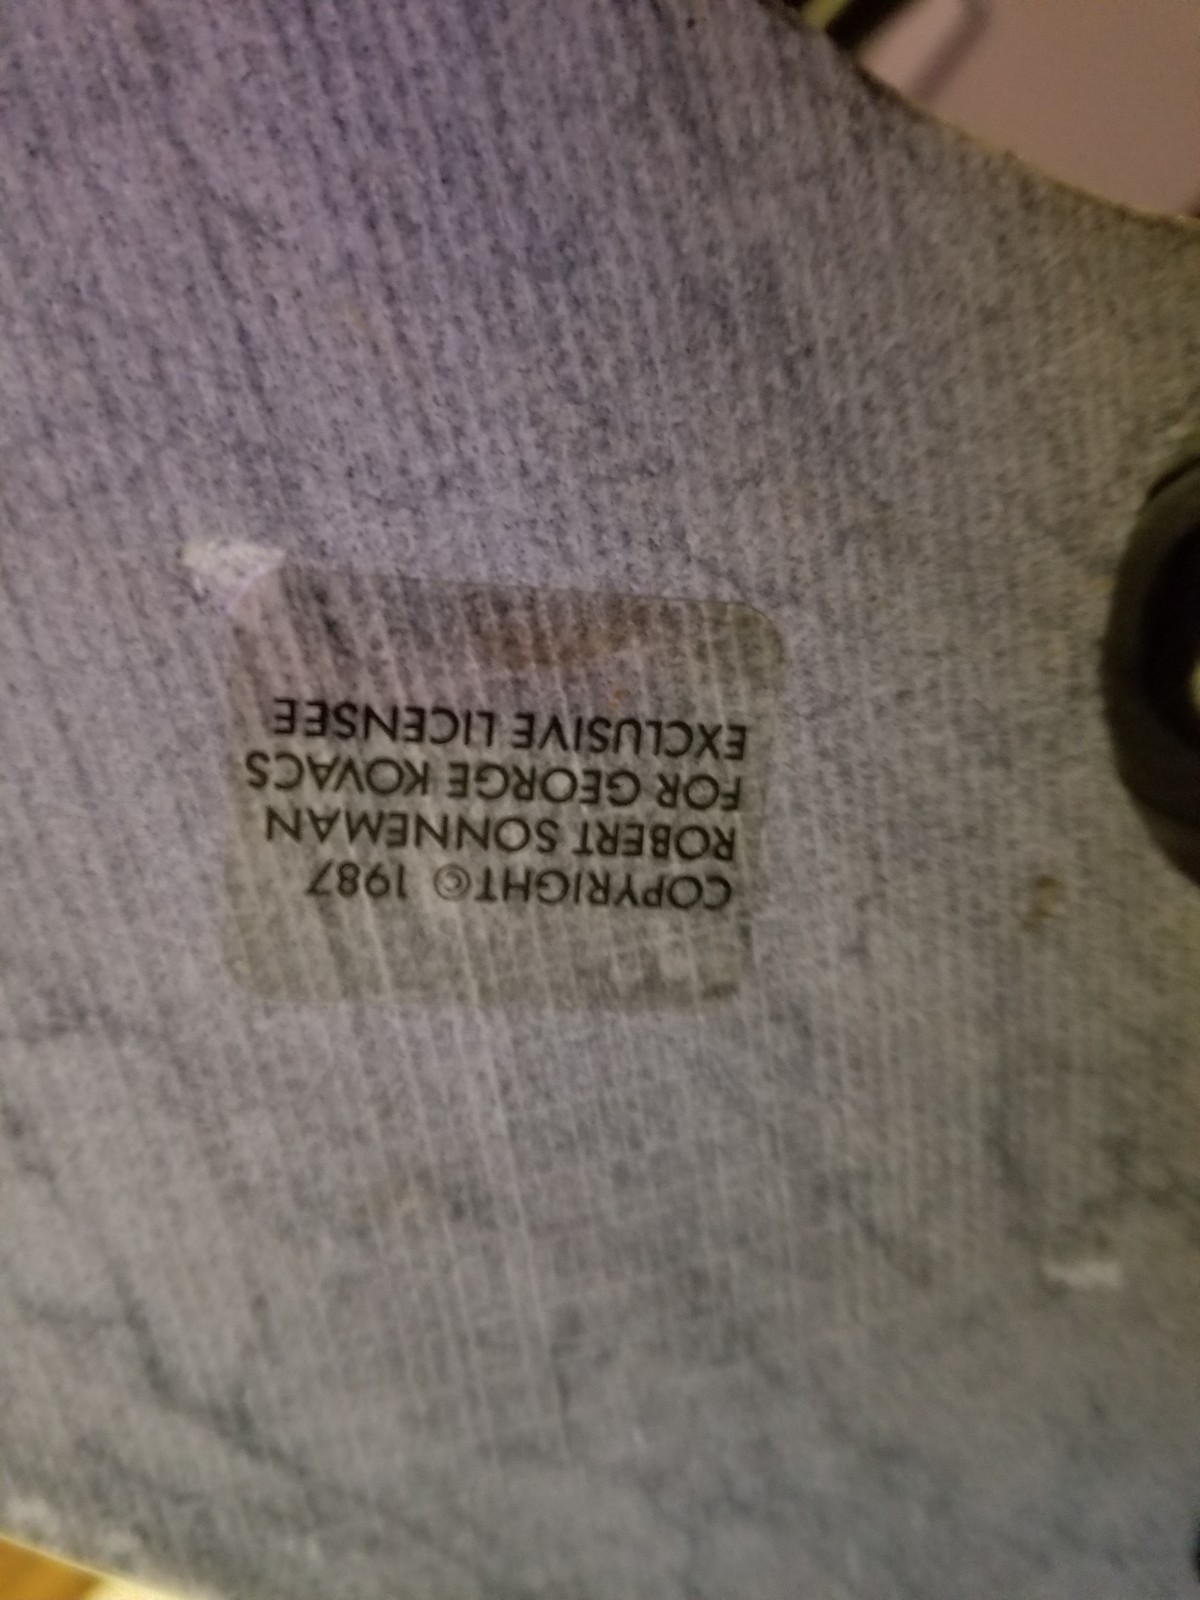 COPYRIGHT© 1987
ROBERT SONNEMAN
FOR GEORGE KOVACS
EXCLUSIVE LICENSEE